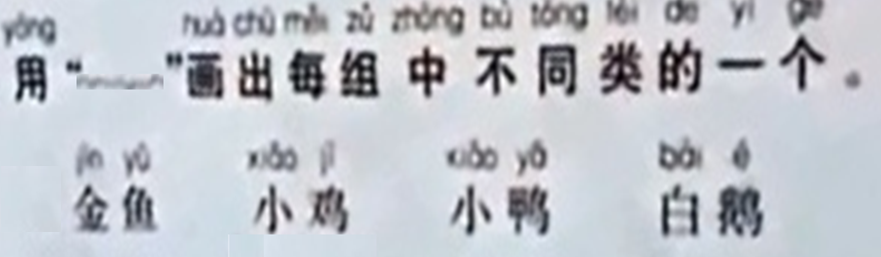 yòng huà chū měi zǔ zhōng bù tóng lèi de yí gè
用“﹏﹏”画出每组中不同类的一个。
jīn yú xiǎo jī xiǎo yā bái é
金鱼 小鸡 小鸭 白鹅